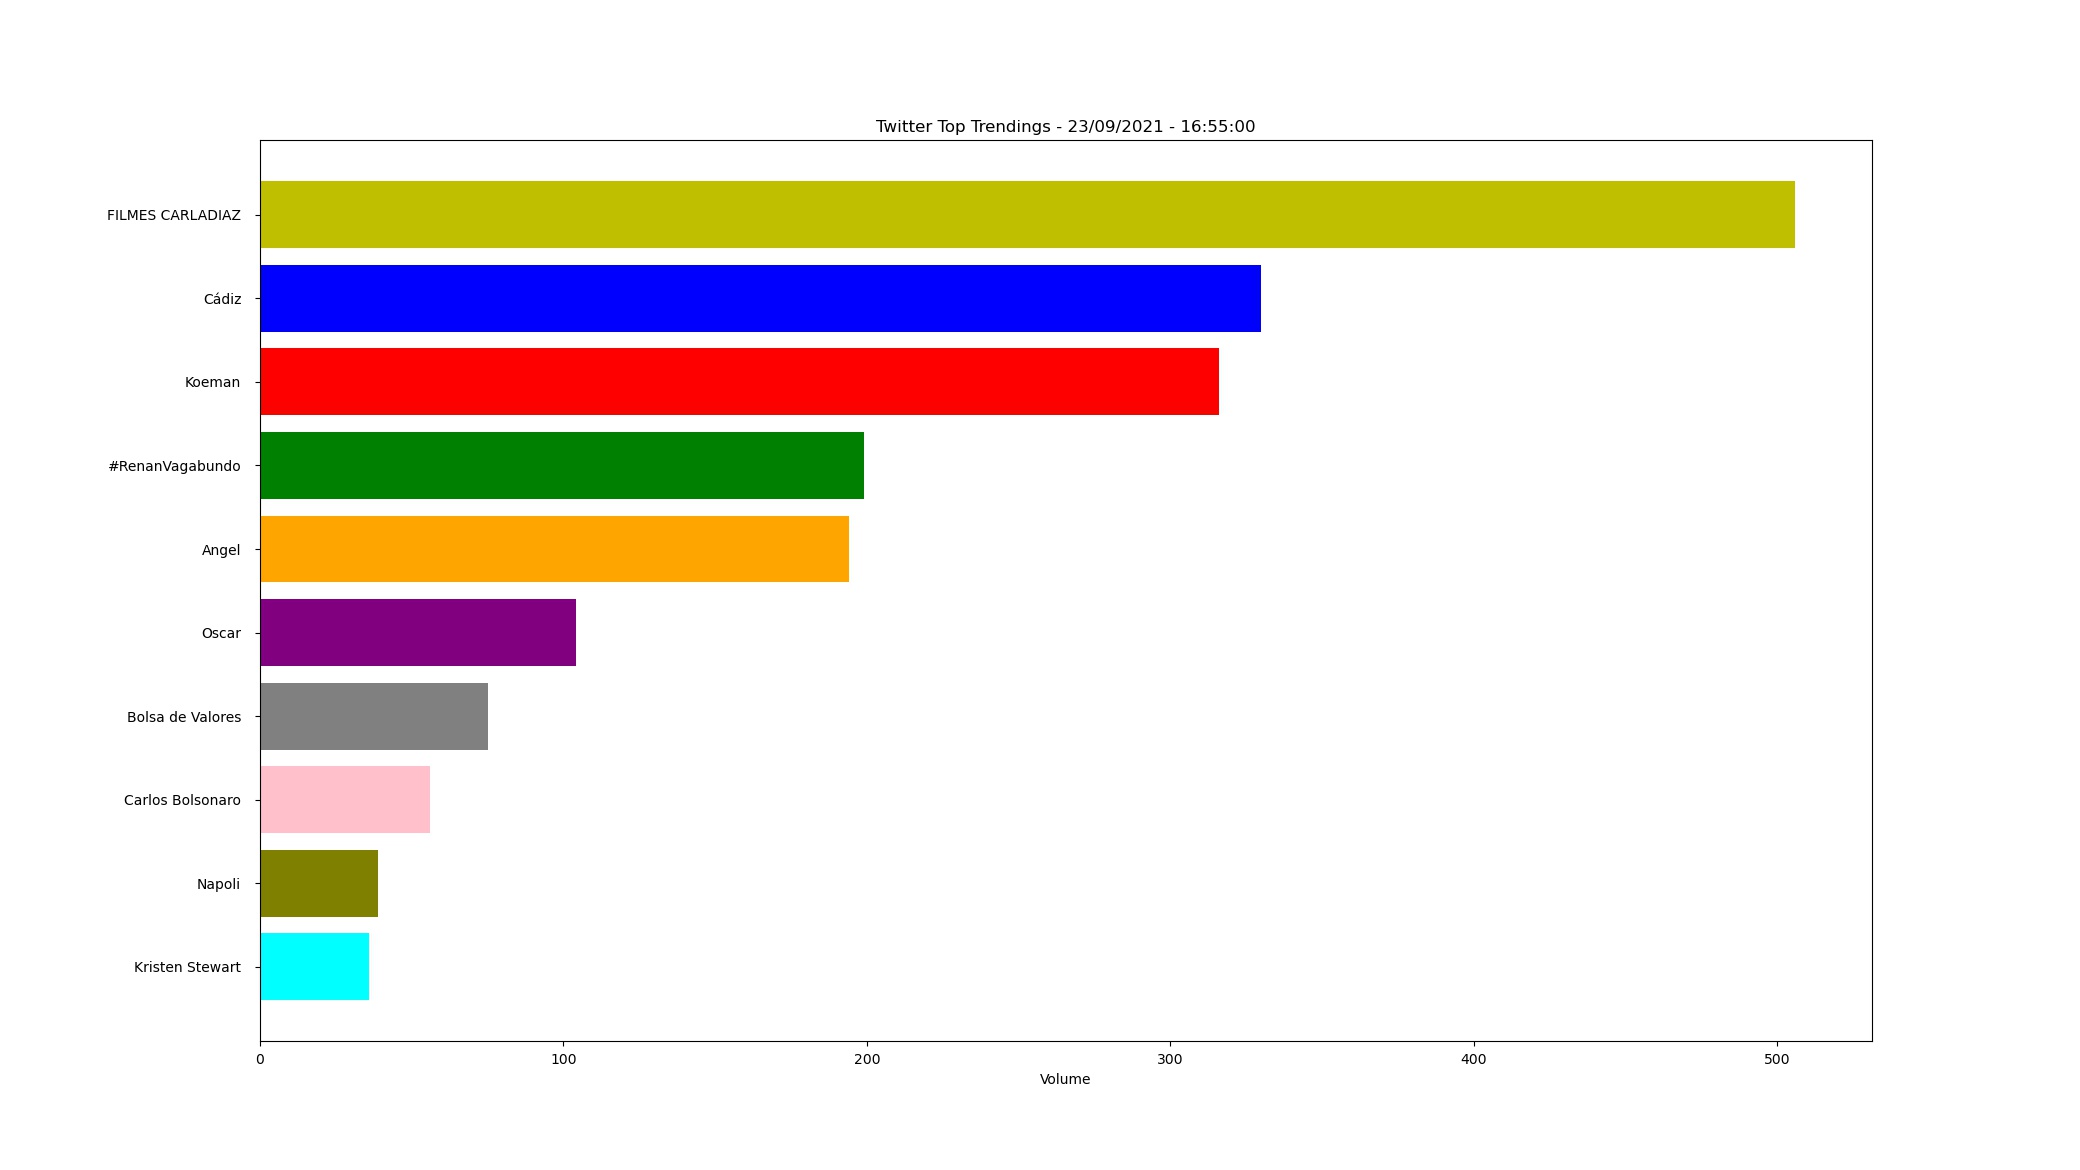 Twitter Top Trendings - 23/09/2021 - 16:55:00
FILMES CARLADIAZ
Cádiz
Koeman
#RenanVagabundo
Angel
Oscar
Bolsa de Valores
Carlos Bolsonaro
Napoli
Kristen Stewart
0 100 200 300 400 500
Volume